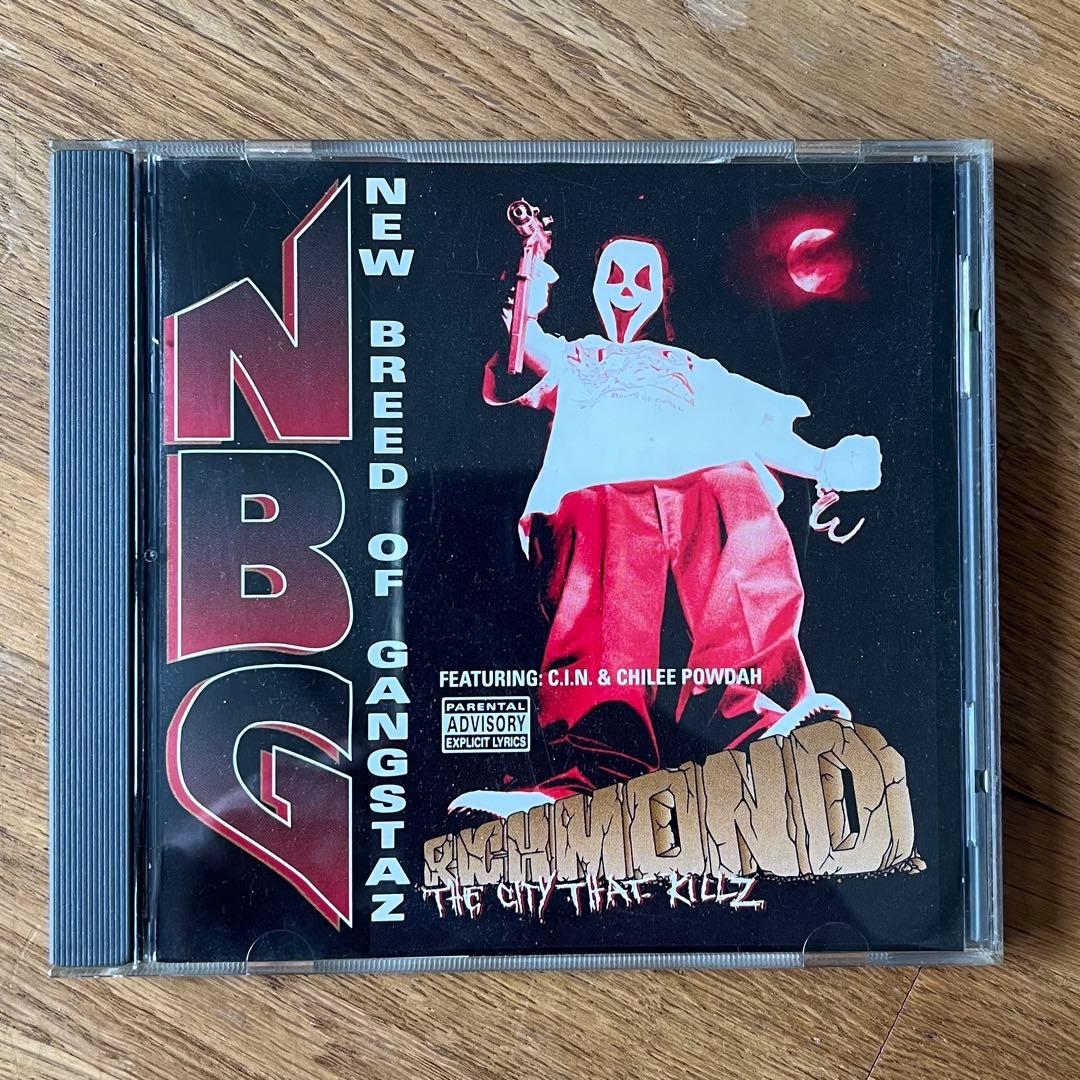 NBG
NEW BREED OF GANGSTAZ
FEATURING: C.I.N. & CHILEE POWDAH
PARENTAL
ADVISORY
EXPLICIT LYRICS
RICHMOND
THE CITY THAT KILLZ